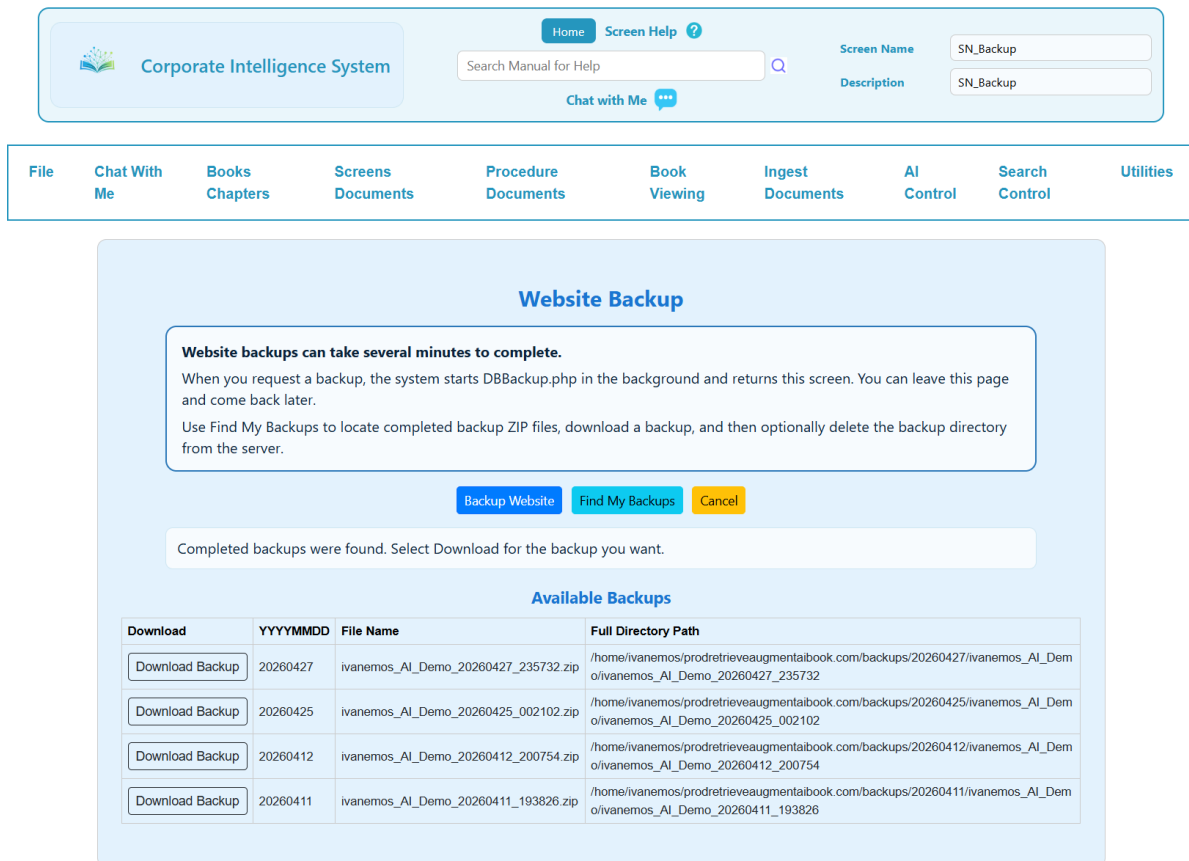 Home
Screen Help ?
Corporate Intelligence System
Search Manual for Help
Chat with Me
Screen Name
SN_Backup
Description
SN_Backup
File
Chat With
Me
Books
Chapters
Screens
Documents
Procedure
Documents
Book
Viewing
Ingest
Documents
AI
Control
Search
Control
Utilities
Website Backup
Website backups can take several minutes to complete.
When you request a backup, the system starts DBBackup.php in the background and returns this screen. You can leave this page
and come back later.
Use Find My Backups to locate completed backup ZIP files, download a backup, and then optionally delete the backup directory
from the server.
Backup Website
Find My Backups
Cancel
Completed backups were found. Select Download for the backup you want.
Available Backups
Download YYYYMMDD File Name Full Directory Path
Download Backup 20260427 ivanemos_AI_Demo_20260427_235732.zip /home/ivanemos/prodretrieveaugmentaibook.com/backups/20260427/ivanemos_AI_Dem
o/ivanemos_AI_Demo_20260427_235732
Download Backup 20260425 ivanemos_AI_Demo_20260425_002102.zip /home/ivanemos/prodretrieveaugmentaibook.com/backups/20260425/ivanemos_AI_Dem
o/ivanemos_AI_Demo_20260425_002102
Download Backup 20260412 ivanemos_AI_Demo_20260412_200754.zip /home/ivanemos/prodretrieveaugmentaibook.com/backups/20260412/ivanemos_AI_Dem
o/ivanemos_AI_Demo_20260412_200754
Download Backup 20260411 ivanemos_AI_Demo_20260411_193826.zip /home/ivanemos/prodretrieveaugmentaibook.com/backups/20260411/ivanemos_AI_Dem
o/ivanemos_AI_Demo_20260411_193826